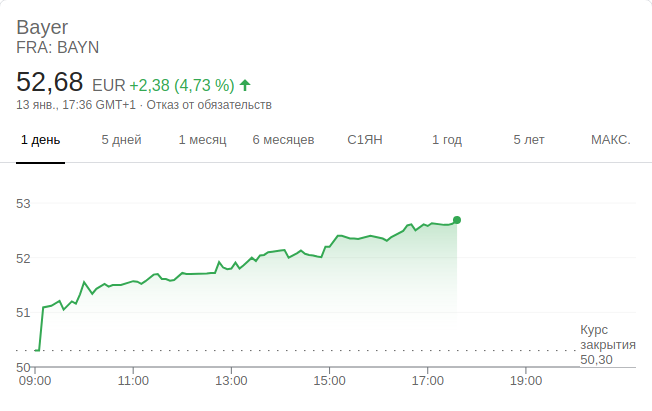 Bayer
FRA: BAYN
52,68 EUR +2,38 (4,73 %)
13 янв., 17:36 GMT+1 · Отказ от обязательств
1 день 5 дней 1 месяц 6 месяцев С1ЯН 1 год 5 лет МАКС.
53
52
51
50
Курс
закрытия
50,30
09:00 11:00 13:00 15:00 17:00 19:00